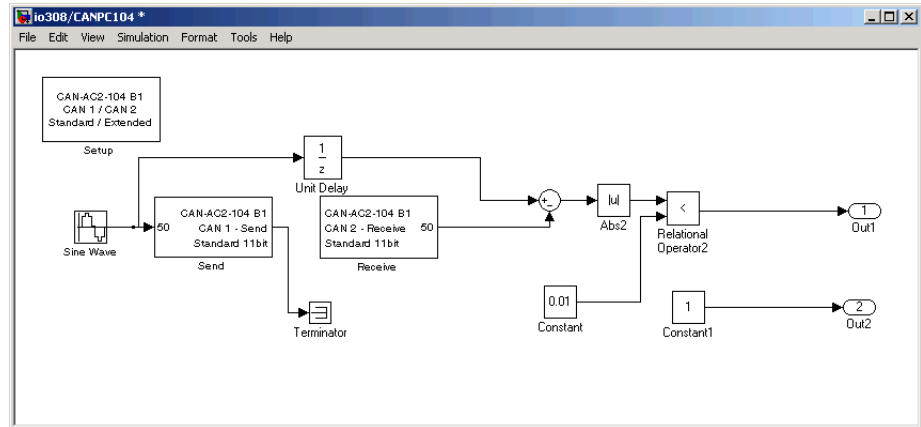 io308/CANPC104 *
File Edit View Simulation Format Tools Help
CAN-AC2-104 B1
CAN 1 / CAN 2
Standard / Extended
Setup
1
z
Unit Delay
Sine Wave
50
CAN-AC2-104 B1
CAN 1 - Send
Standard 11bit
Send
CAN-AC2-104 B1
CAN 2 - Receive
Standard 11bit
50
Receive
+
-
|u|
Abs2
<
Relational
Operator2
1
Out1
Terminator
0.01
Constant
1
Constant1
2
Out2